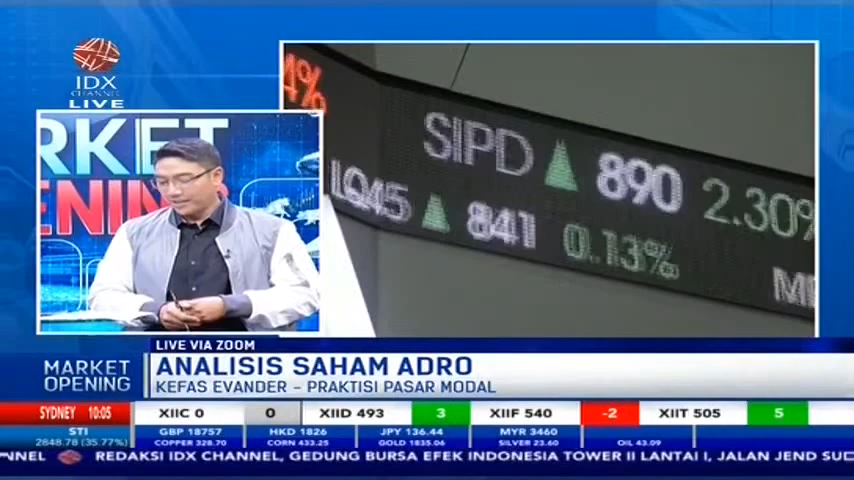 IDX
CHANNEL
LIVE
RKET
ENING
4%
SIPD ▲ 890 2.30%
LQ45 ▲ 841 0.13%
LIVE VIA ZOOM
MARKET
OPENING
ANALISIS SAHAM ADRO
KEFAS EVANDER – PRAKTISI PASAR MODAL
SYDNEY 10:05 XIIC 0 0 XIID 493 3 XIIF 540 -2 XIIT 505 5
STI GBP 18757 HKD 1826 JPY 136.44 MYR 3460
2848.78 (35.77%) COPPER 328.70 CORN 433.25 GOLD 1835.06 SILVER 23.60 OIL 43.09
NNEL REDAKSI IDX CHANNEL, GEDUNG BURSA EFEK INDONESIA TOWER II LANTAI I, JALAN JEND SUD